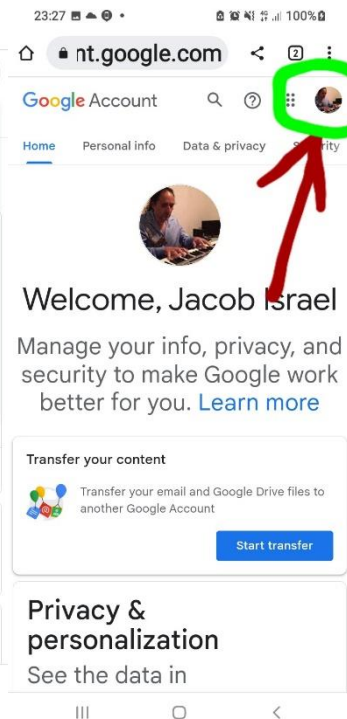 23:27
100%
nt.google.com
2
Google Account
Home Personal info Data & privacy
Welcome, Jacob Israel
Manage your info, privacy, and
security to make Google work
better for you. Learn more
Transfer your content
Transfer your email and Google Drive files to
another Google Account
Start transfer
Privacy &
personalization
See the data in